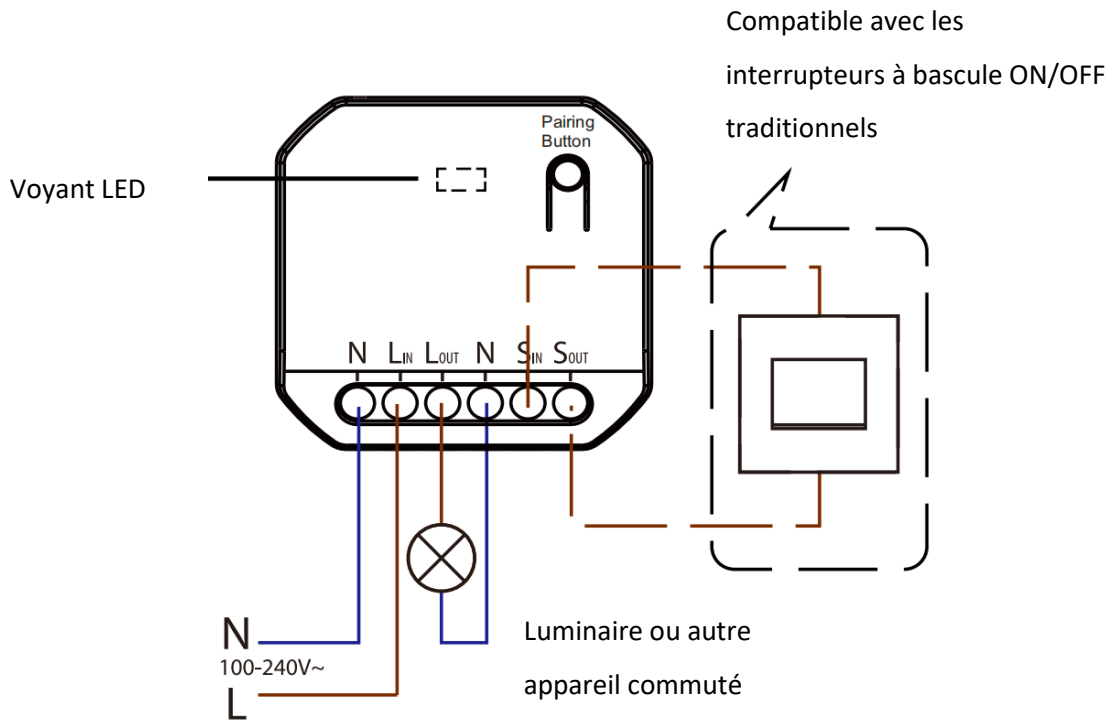 Compatible avec les
interrupteurs à bascule ON/OFF
traditionnels
Pairing
Button
Voyant LED
N LIN LOUT N SIN SOUT
N
100-240V~
L
Luminaire ou autre
appareil commuté